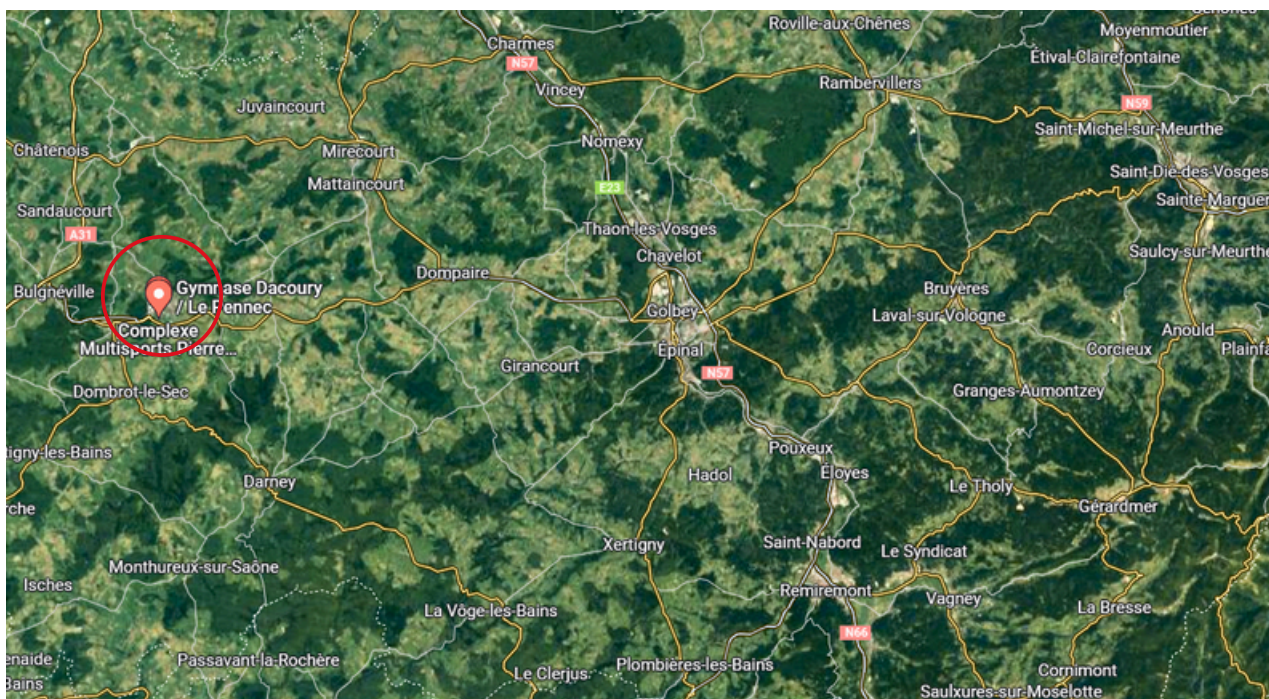 Roville-aux-Chênes
Moyenmoutier
Charmes
Étival-Clairefontaine
N57
Vincey
Rambervillers
Juvaincourt
N59
Saint-Michel-sur-Meurthe
Châtenois
Mirecourt
Nomexy
Saint-Dié-des-Vosges
Mattaincourt
E23
Sainte-Marguer
Sandaucourt
A31
Thaon-les-Vosges
Chavelot
Saulcy-sur-Meurthe
Dompaire
Bulgnéville
Gymnase Dacoury
/ Le Pennec
Bruyères
Golbey
Laval-sur-Vologne
Complexe
Multisports Pierre...
Anould
Épinal
Corcieux
Plainfa
Girancourt
N57
Dombrot-le-Sec
Granges-Aumontzey
tigny-les-Bains
Pouxeux
Hadol
Éloyes
Darney
Le Tholy
rche
Gérardmer
Xertigny
Saint-Nabord
Le Syndicat
Monthureux-sur-Saône
Isches
Remiremont
Vagney
La Vôge-les-Bains
La Bresse
N66
enaide
Passavant-la-Rochère
Plombières-les-Bains
Le Clerjus
Cornimont
Bains
Saulxures-sur-Moselotte